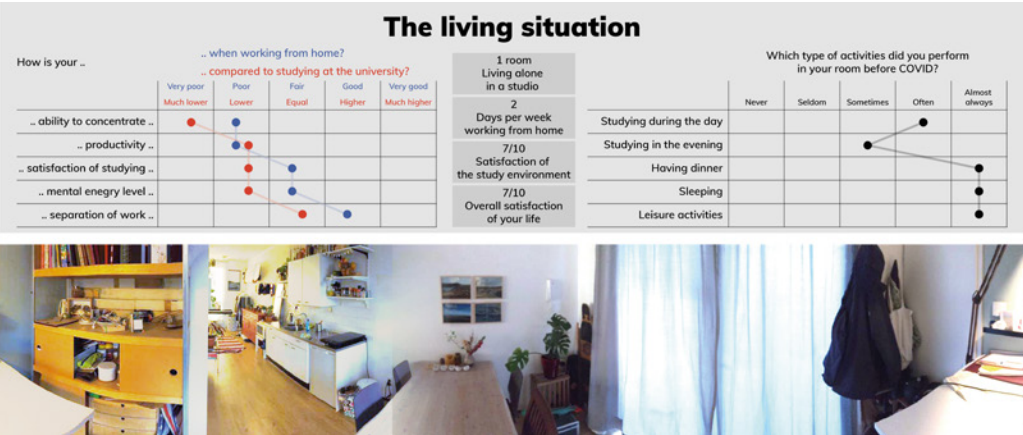 The living situation
How is your ..
.. when working from home?
.. compared to studying at the university?
Very poor Poor Fair Good Very good
Much lower Lower Equal Higher Much higher
.. ability to concentrate ..
.. productivity ..
.. satisfaction of studying ..
.. mental enegry level ..
.. separation of work ..
1 room
Living alone
in a studio
2
Days per week
working from home
7/10
Satisfaction of
the study environment
7/10
Overall satisfaction
of your life
Which type of activities did you perform
in your room before COVID?
Never Seldom Sometimes Often Almost
always
Studying during the day
Studying in the evening
Having dinner
Sleeping
Leisure activities